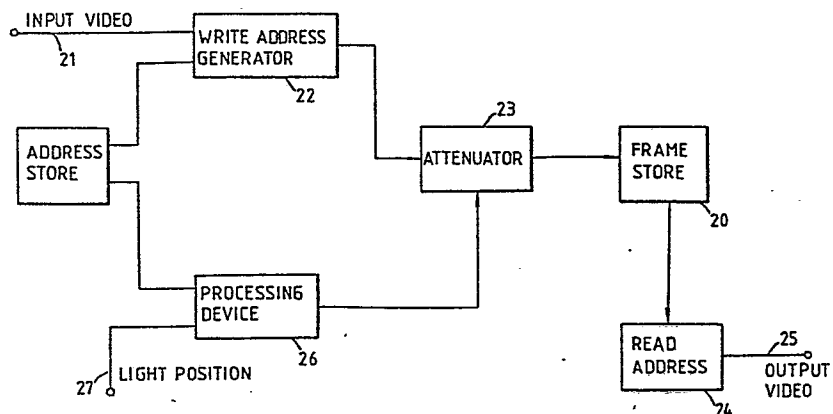 INPUT VIDEO
21
WRITE ADDRESS
GENERATOR
22
23
ATTENUATOR
FRAME
STORE
20
ADDRESS
STORE
PROCESSING
DEVICE
26
27
LIGHT POSITION
READ
ADDRESS
24
25
OUTPUT
VIDEO